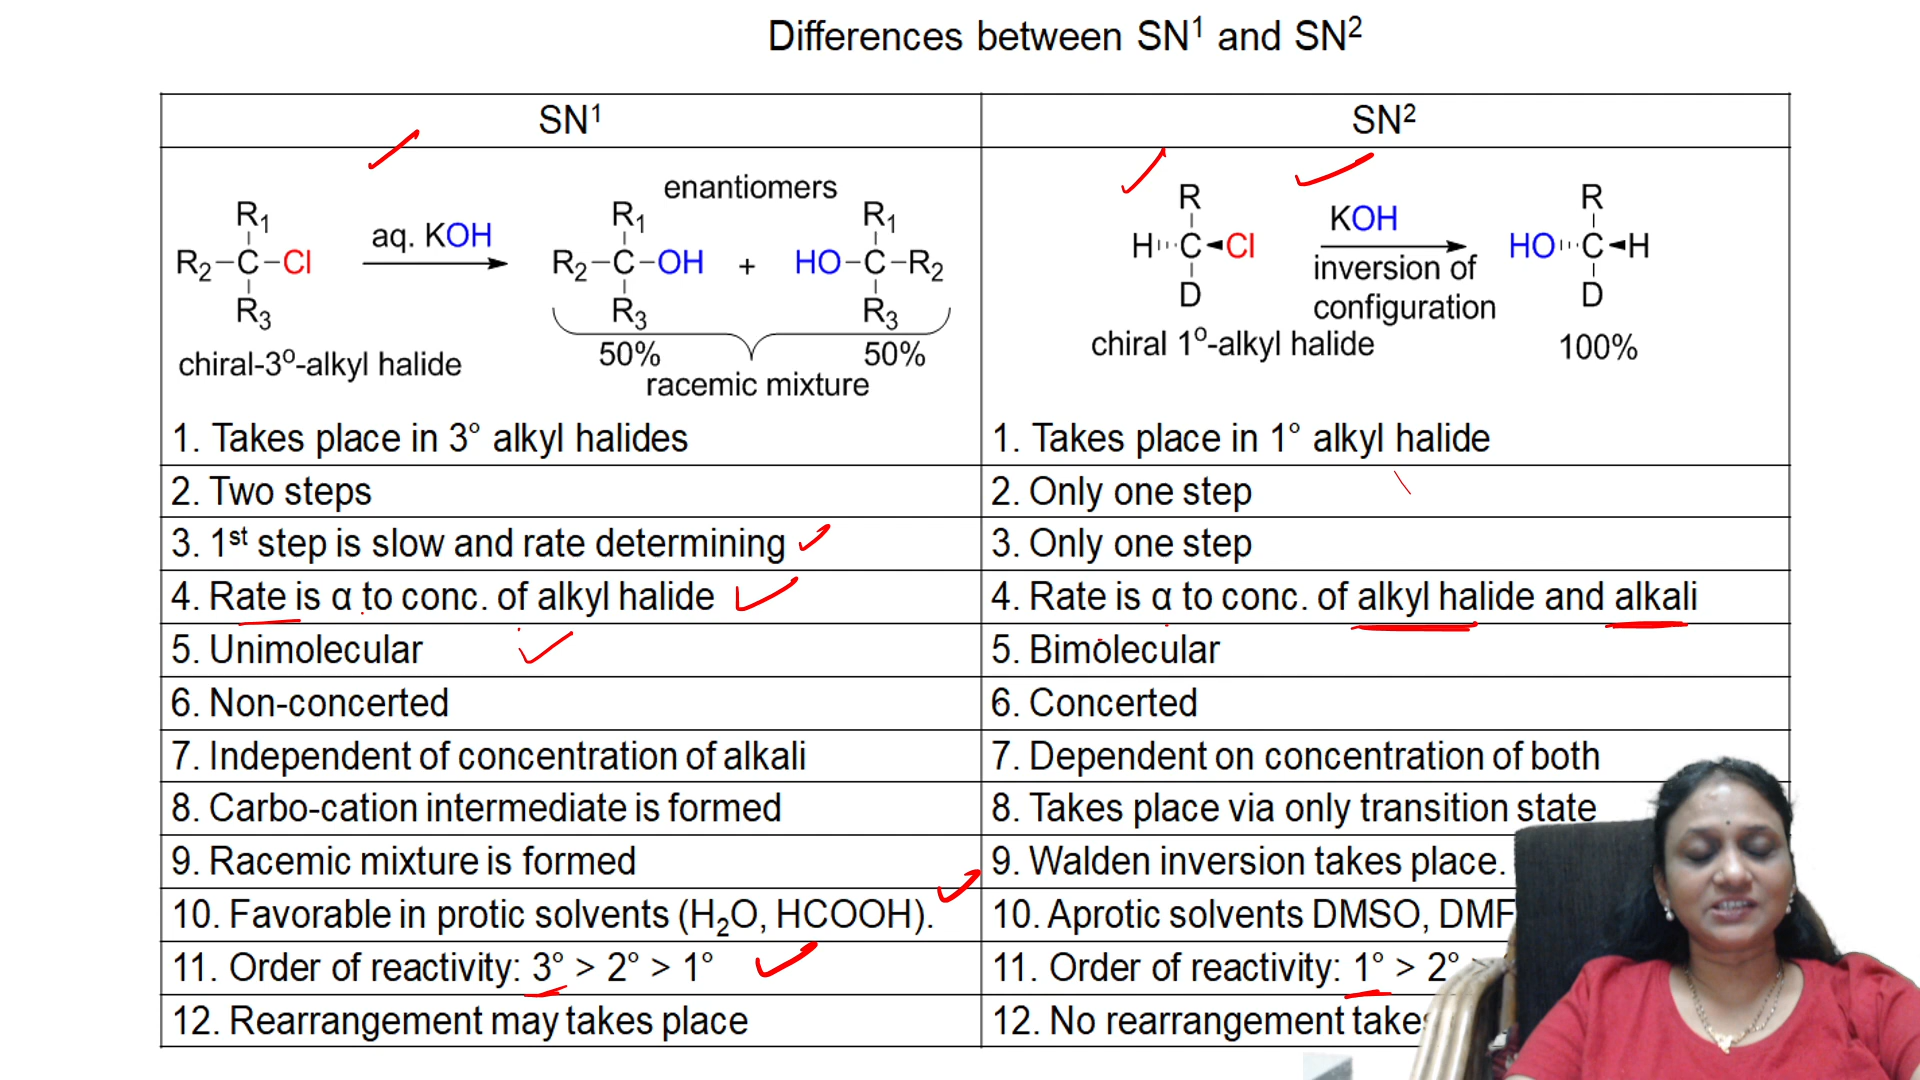 Differences between SN¹ and SN²
SN¹
SN²
enantiomers
R₁
R₂–C–Cl
R₃
aq. KOH
R₁
R₂–C–OH
R₃
+
R₁
HO–C–R₂
R₃
50%
50%
racemic mixture
chiral-3°-alkyl halide
R
H C Cl
D
KOH
inversion of
configuration
R
HO C H
D
chiral 1°-alkyl halide
100%
1. Takes place in 3° alkyl halides
1. Takes place in 1° alkyl halide
2. Two steps
2. Only one step
3. 1st step is slow and rate determining
3. Only one step
4. Rate is α to conc. of alkyl halide
4. Rate is α to conc. of alkyl halide and alkali
5. Unimolecular
5. Bimolecular
6. Non-concerted
6. Concerted
7. Independent of concentration of alkali
7. Dependent on concentration of both
8. Carbo-cation intermediate is formed
8. Takes place via only transition state
9. Racemic mixture is formed
9. Walden inversion takes place.
10. Favorable in protic solvents (H₂O, HCOOH).
10. Aprotic solvents DMSO, DMF
11. Order of reactivity: 3° > 2° > 1°
11. Order of reactivity: 1° > 2°
12. Rearrangement may takes place
12. No rearrangement